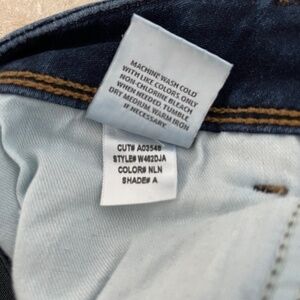 MACHINE WASH COLD
WITH LIKE COLORS ONLY
NON-CHLORINE BLEACH
WHEN NEEDED. TUMBLE
DRY MEDIUM, WARM IRON
IF NECESSARY.
CUT# A03548
STYLE# W462DJA
COLOR# NLN
SHADE# A